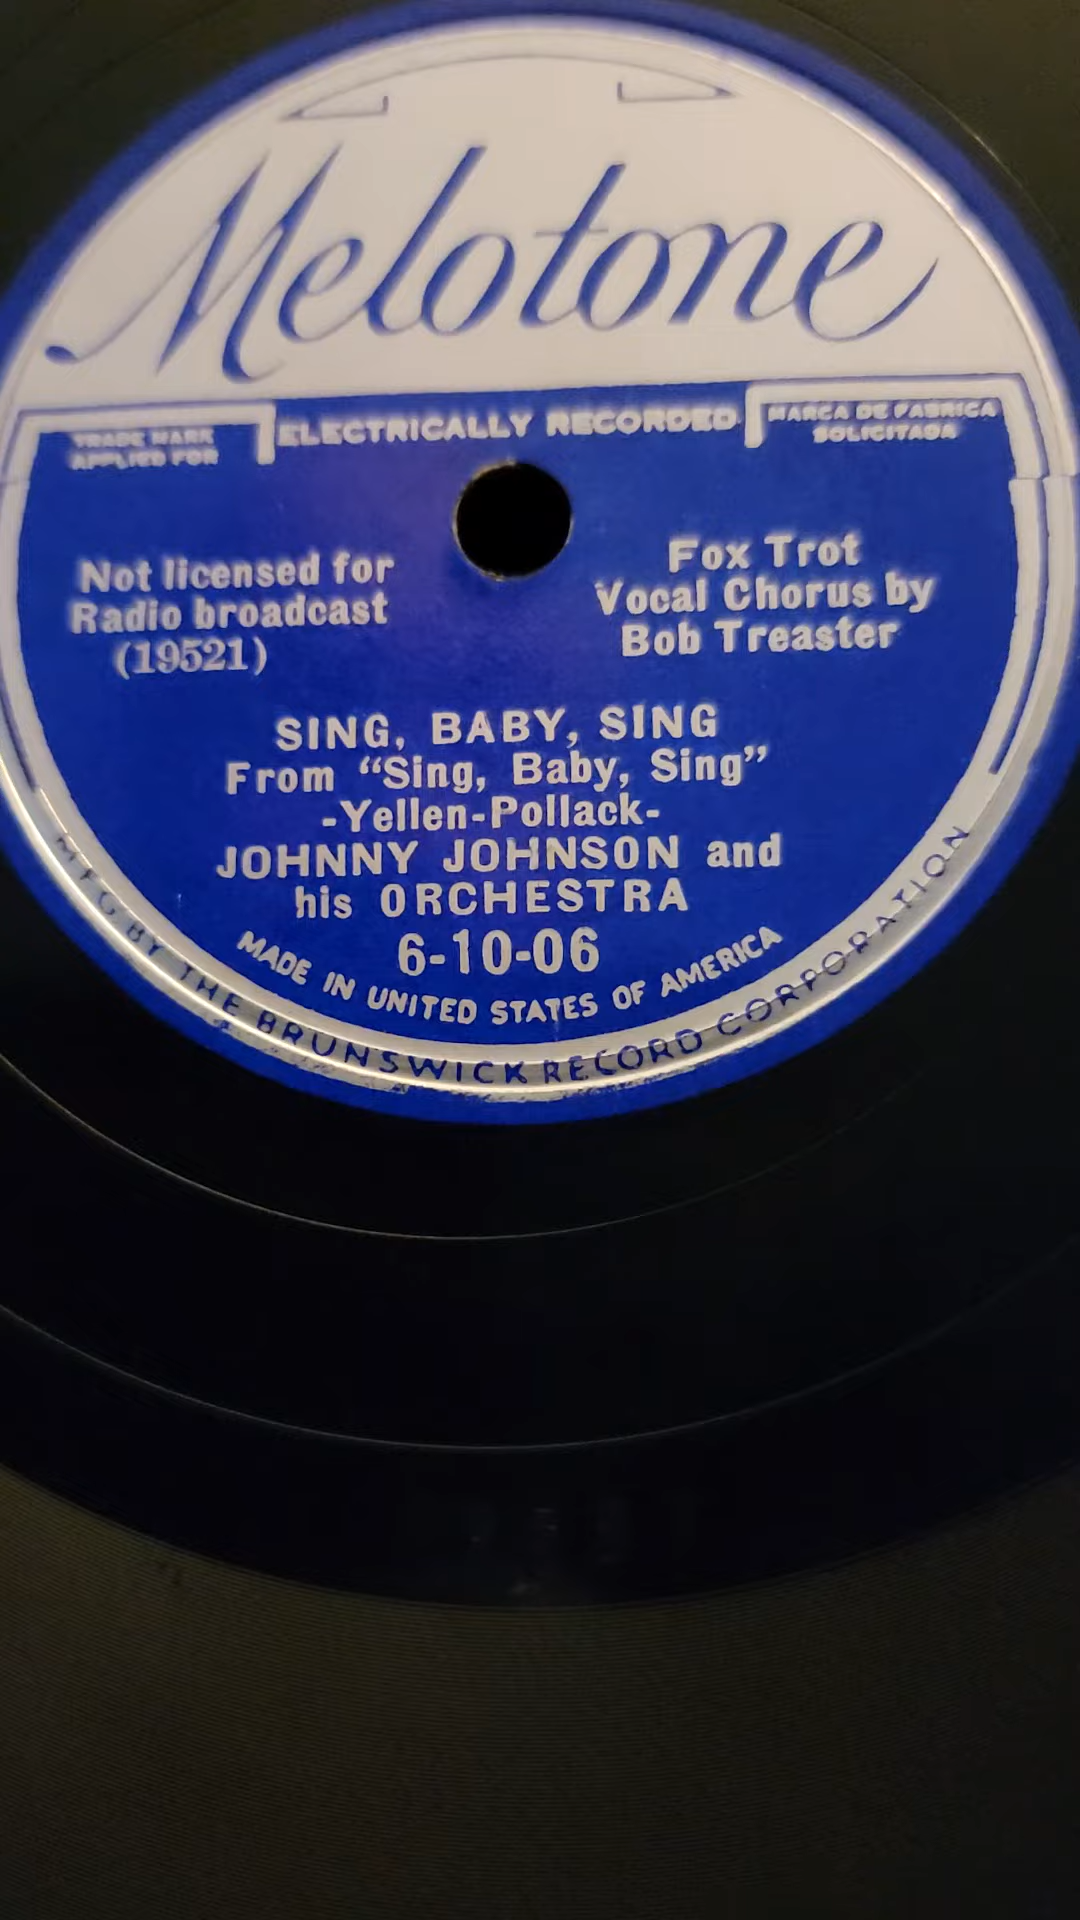 Melotone
ELECTRICALLY RECORDED
TRADE MARK
APPLIED FOR
MARCA DE FABRICA
SOLICITADA
Not licensed for
Radio broadcast
(19521)
Fox Trot
Vocal Chorus by
Bob Treaster
SING, BABY, SING
From “Sing, Baby, Sing”
-Yellen-Pollack-
JOHNNY JOHNSON and
his ORCHESTRA
6-10-06
MADE IN UNITED STATES OF AMERICA
MFG BY THE BRUNSWICK RECORD CORPORATION